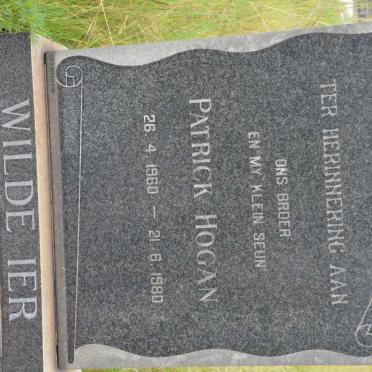 TER HERINNERING AAN
ONS BROER
EN MY KLEIN SEUN
PATRICK HOGAN
26. 4. 1960 — 21. 6. 1980
WILDE IER